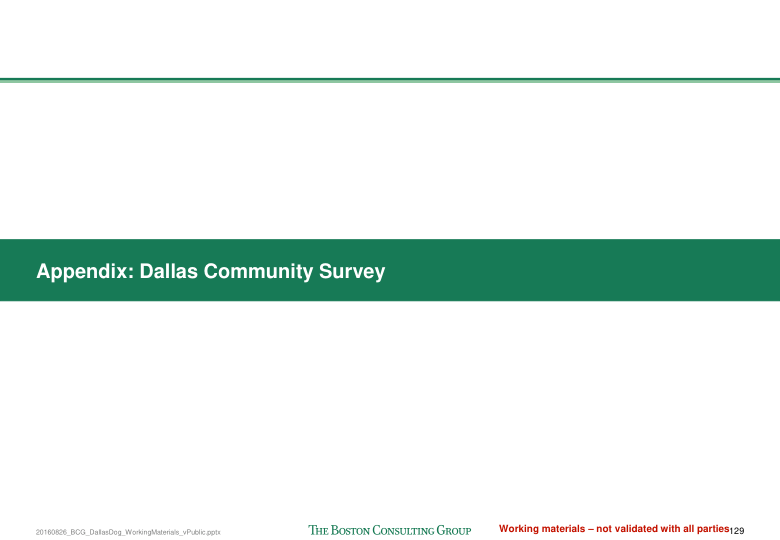 Appendix: Dallas Community Survey
20160826_BCG_DallasDog_WorkingMaterials_vPublic.pptx
THE BOSTON CONSULTING GROUP
Working materials – not validated with all parties
129